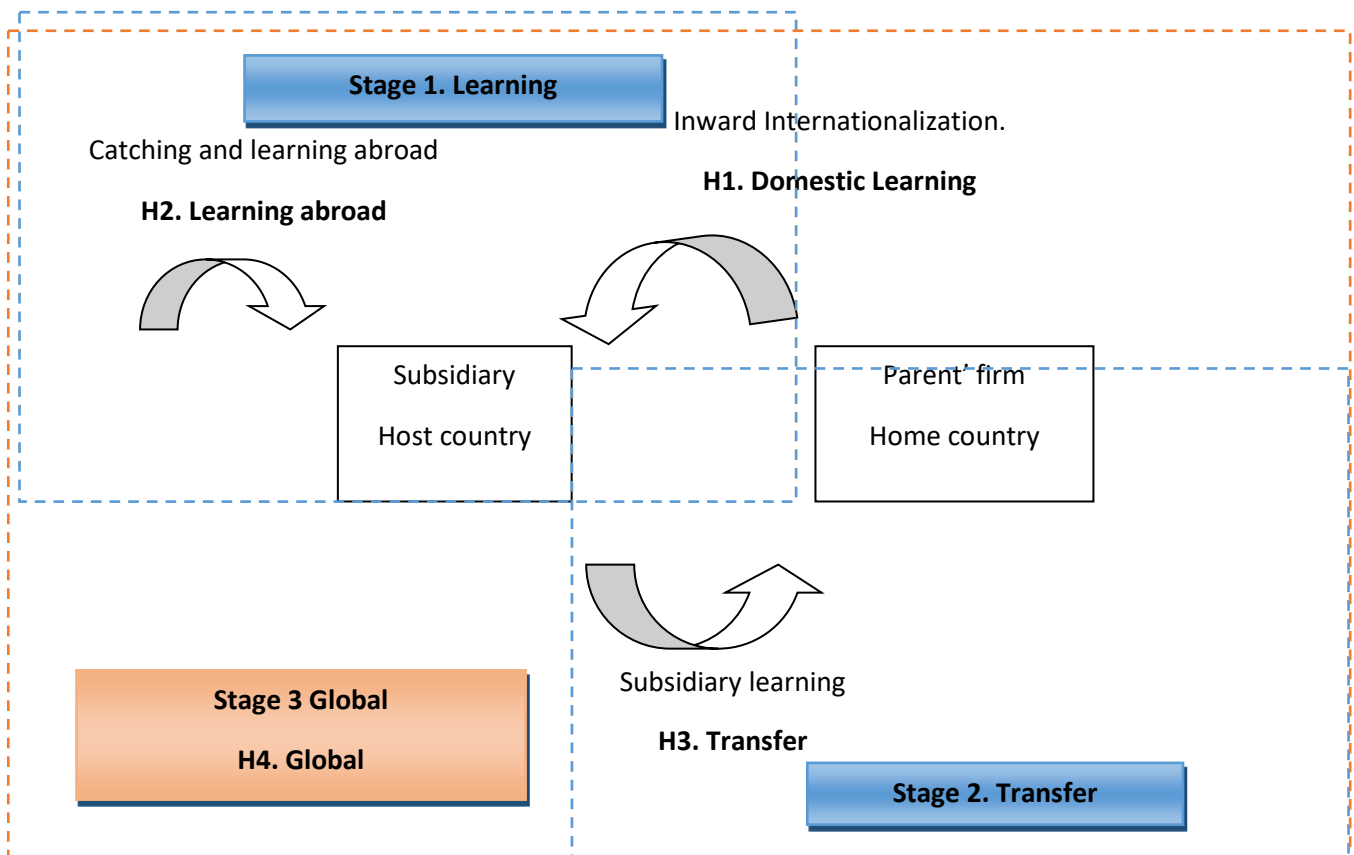 Stage 1. Learning
Inward Internationalization.
Catching and learning abroad
H1. Domestic Learning
H2. Learning abroad
Subsidiary
Host country
Parent' firm
Home country
Subsidiary learning
H3. Transfer
Stage 3 Global
H4. Global
Stage 2. Transfer